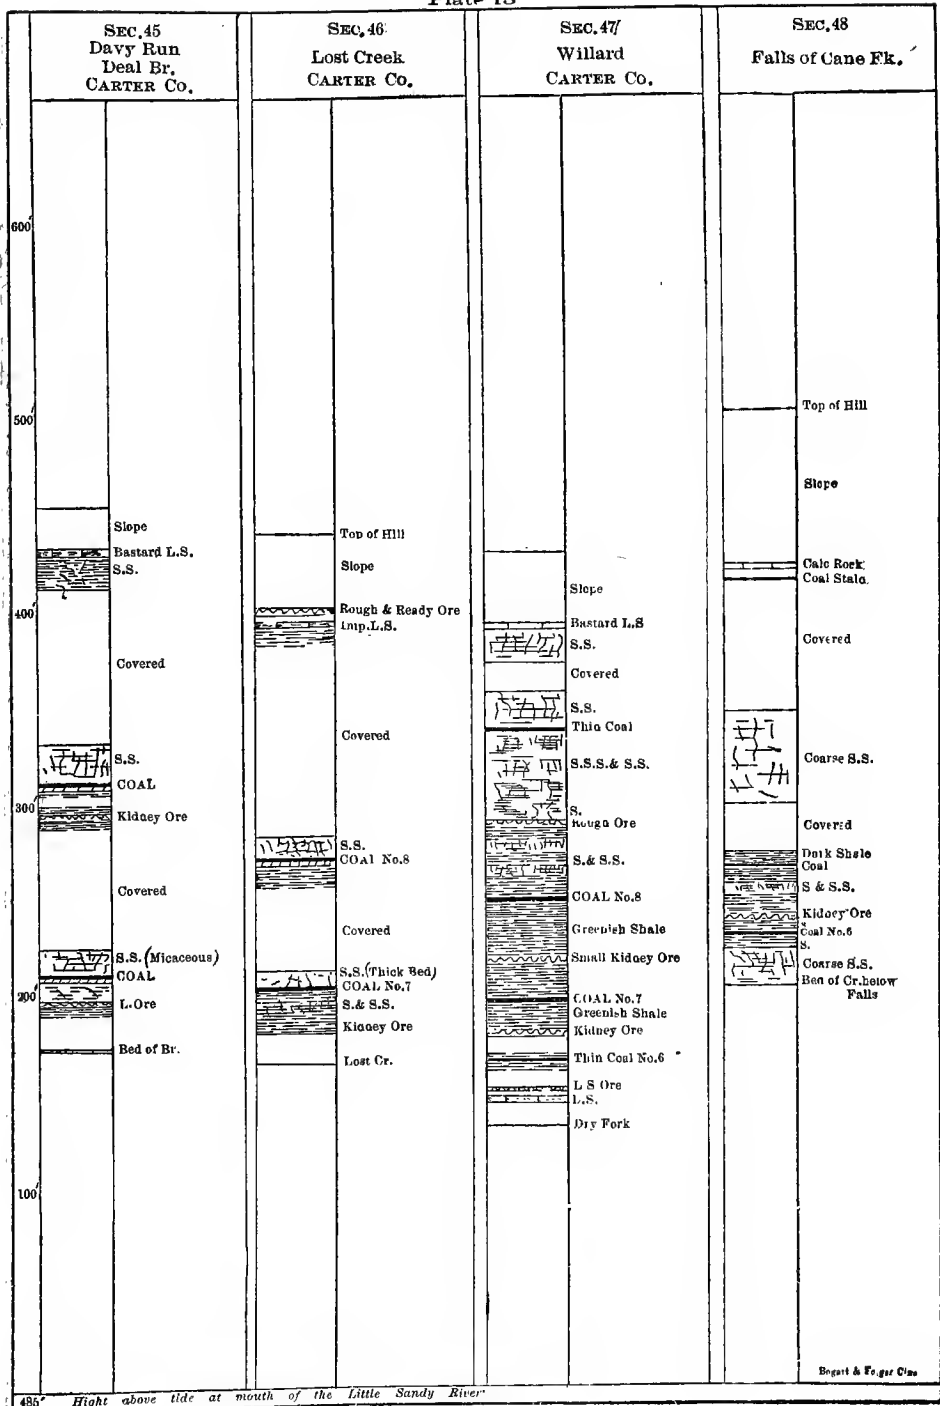 Plate 18
SEC. 45
Davy Run
Deal Br.
CARTER Co.
SEC. 46
Lost Creek
CARTER Co.
SEC. 47
Willard
CARTER Co.
SEC. 48
Falls of Cane Fk.
600'
500'
400'
300'
200'
100'
Slope
Bastard L.S.
S.S.
Covered
S.S.
COAL
Kidney Ore
Covered
S.S. (Micaceous)
COAL
L. Ore
Bed of Br.
Top of Hill
Slope
Rough & Ready Ore
Imp. L.S.
Covered
S.S.
COAL No.8
Covered
S.S. (Thick Bed)
COAL No.7
S. & S.S.
Kidney Ore
Lost Cr.
Slope
Bastard L.S
S.S.
Covered
S.S.
Thin Coal
S.S.S. & S.S.
S.
Rough Ore
S. & S.S.
COAL No.8
Greenish Shale
Small Kidney Ore
COAL No.7
Greenish Shale
Kidney Ore
Thin Coal No.6
L S Ore
L.S.
Dry Fork
Top of Hill
Slope
Calc Rock
Coal Stain
Covered
Coarse S.S.
Covered
Dark Shale
Coal
S & S.S.
Kidney Ore
Coal No.6
S.
Coarse S.S.
Bed of Cr. below
Falls
485' Hight above tide at mouth of the Little Sandy River